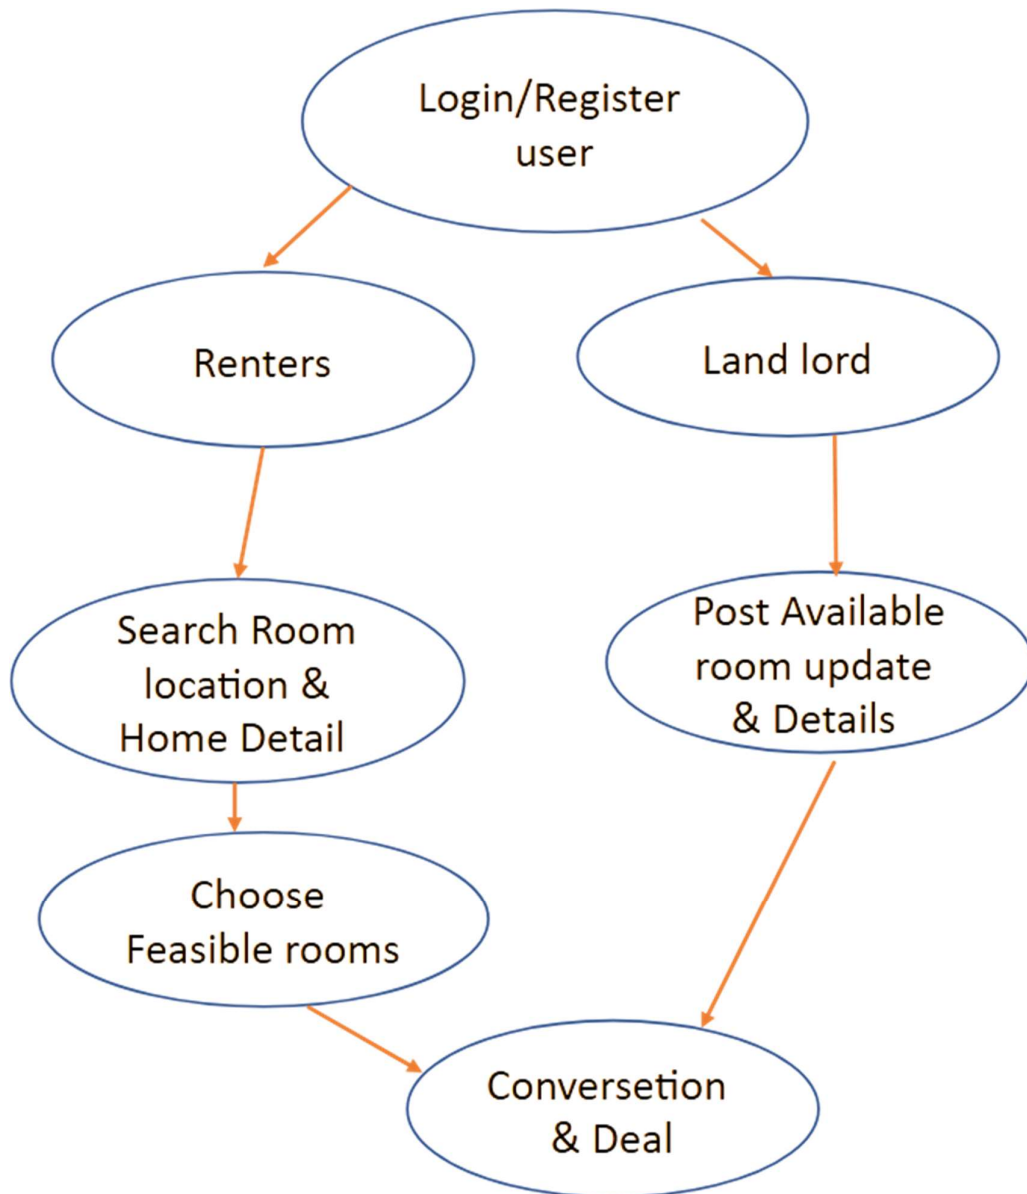 Login/Register
user
Renters
Land lord
Search Room
location &
Home Detail
Post Available
room update
& Details
Choose
Feasible rooms
Conversetion
& Deal